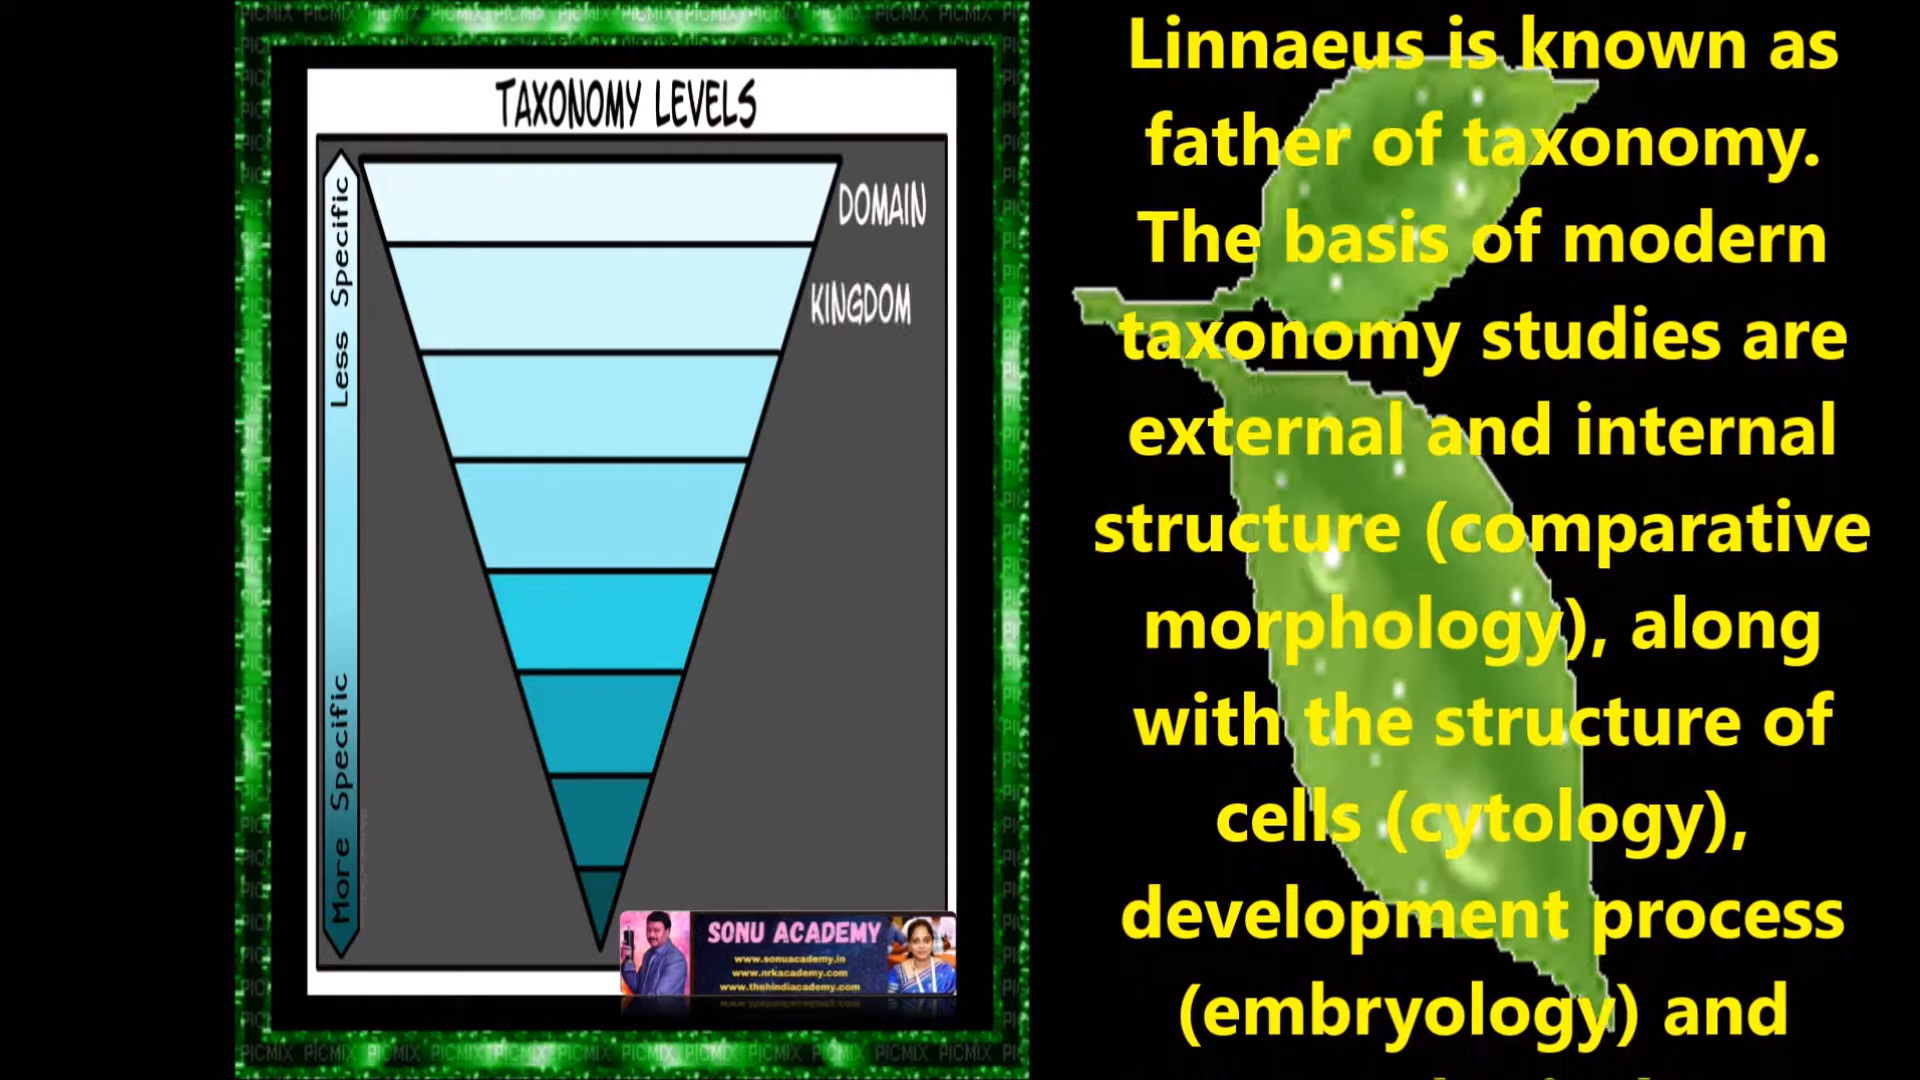 TAXONOMY LEVELS
Less Specific
More Specific
DOMAIN
KINGDOM
SONU ACADEMY
www.sonuacademy.in
www.nrkacademy.com
www.thehindiacademy.com
Linnaeus is known as
father of taxonomy.
The basis of modern
taxonomy studies are
external and internal
structure (comparative
morphology), along
with the structure of
cells (cytology),
development process
(embryology) and